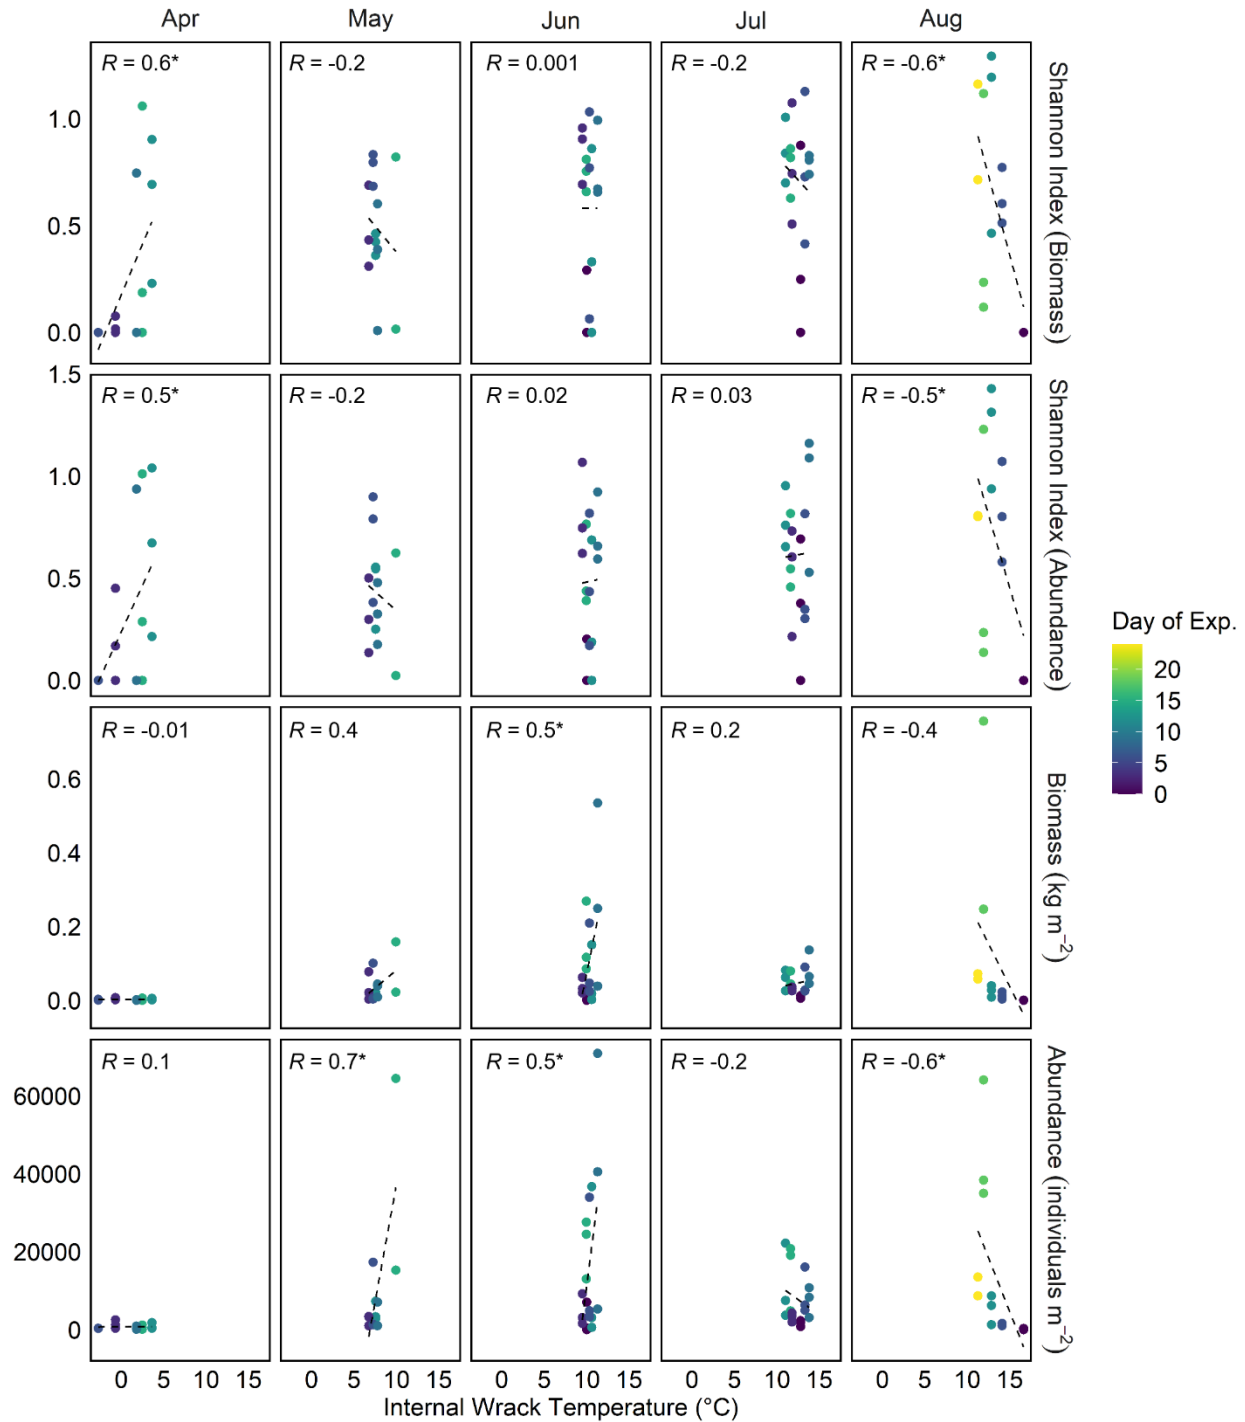 Apr May Jun Jul Aug
R = 0.6* R = -0.2 R = 0.001 R = -0.2 R = -0.6*
1.0
0.5
0.0
Shannon Index (Biomass)
R = 0.5* R = -0.2 R = 0.02 R = 0.03 R = -0.5*
1.5
1.0
0.5
0.0
Shannon Index (Abundance)
R = -0.01 R = 0.4 R = 0.5* R = 0.2 R = -0.4
0.6
0.4
0.2
0.0
Biomass (kg m⁻²)
R = 0.1 R = 0.7* R = 0.5* R = -0.2 R = -0.6*
60000
40000
20000
0
Abundance (individuals m⁻²)
0 5 10 15 0 5 10 15 0 5 10 15 0 5 10 15 0 5 10 15
Internal Wrack Temperature (°C)
Day of Exp.
20
15
10
5
0